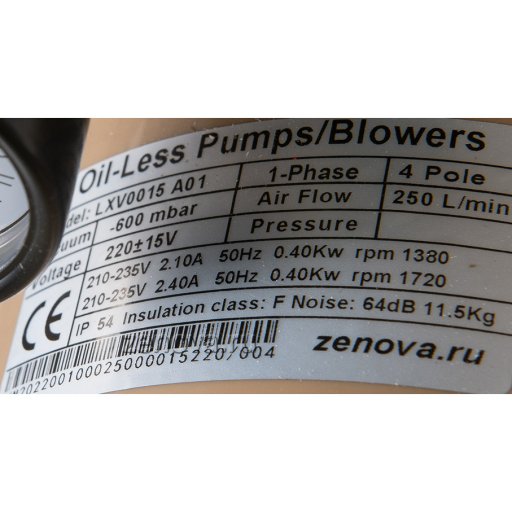 Oil-Less Pumps/Blowers
del: LXV0015 A01 1-Phase 4 Pole
uum -600 mbar Air Flow 250 L/min
Voltage 220±15V Pressure
210-235V 2.10A 50Hz 0.40Kw rpm 1380
210-235V 2.40A 50Hz 0.40Kw rpm 1720
CE IP 54 Insulation class: F Noise: 64dB 11.5Kg
zenova.ru